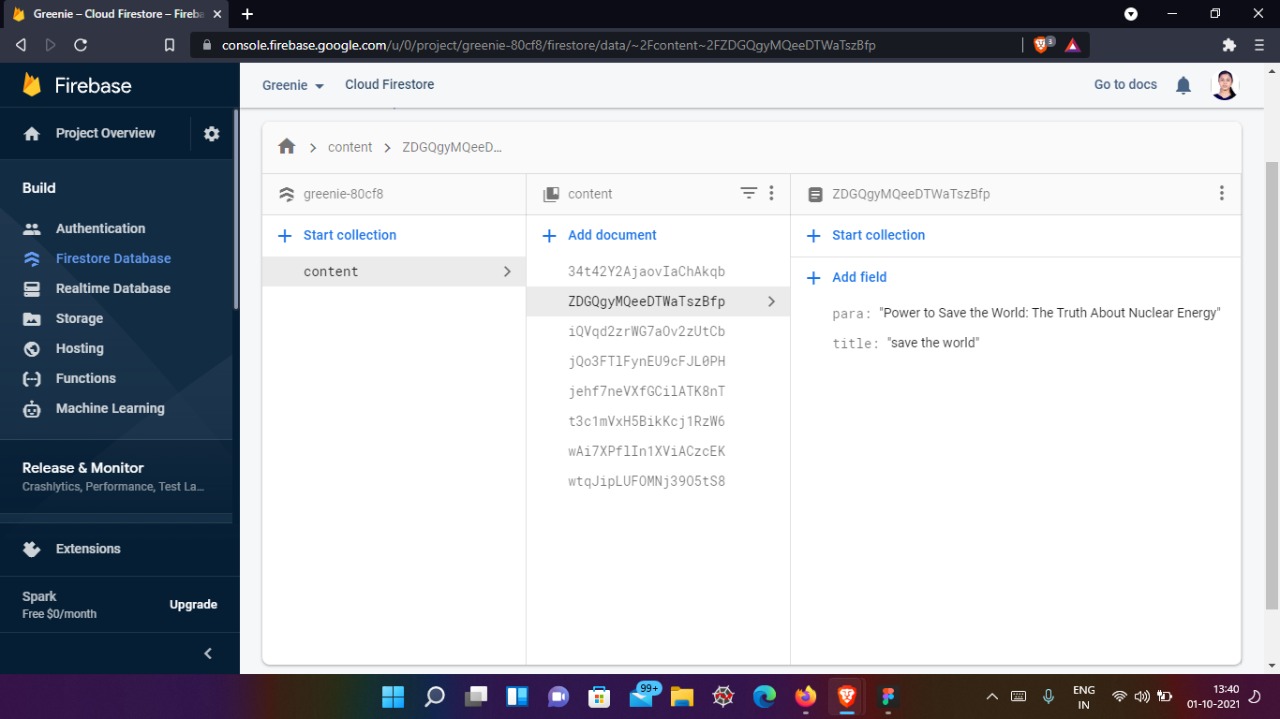 Greenie – Cloud Firestore – Fireba
console.firebase.google.com/u/0/project/greenie-80cf8/firestore/data/~2Fcontent~2FZDGQgyMQeeDTWaTszBfp
3
Firebase
Greenie
Cloud Firestore
Go to docs
Project Overview
Build
Authentication
Firestore Database
Realtime Database
Storage
Hosting
Functions
Machine Learning
Release & Monitor
Crashlytics, Performance, Test La...
Extensions
Spark
Free $0/month
Upgrade
content
ZDGQgyMQeeD...
greenie-80cf8
Start collection
content
content
Add document
34t42Y2AjaovIaChAkqb
ZDGQgyMQeeDTWaTszBfp
iQVqd2zrWG7aOv2zUtCb
jQo3FTlFynEU9cFJL0PH
jehf7neVXfGCilATK8nT
t3c1mVxH5BikKcj1RzW6
wAi7XPflIn1XViACzcEK
wtqJipLUFOMNj39O5tS8
ZDGQgyMQeeDTWaTszBfp
Start collection
Add field
para: "Power to Save the World: The Truth About Nuclear Energy"
title: "save the world"
99+
ENG
IN
13:40
01-10-2021